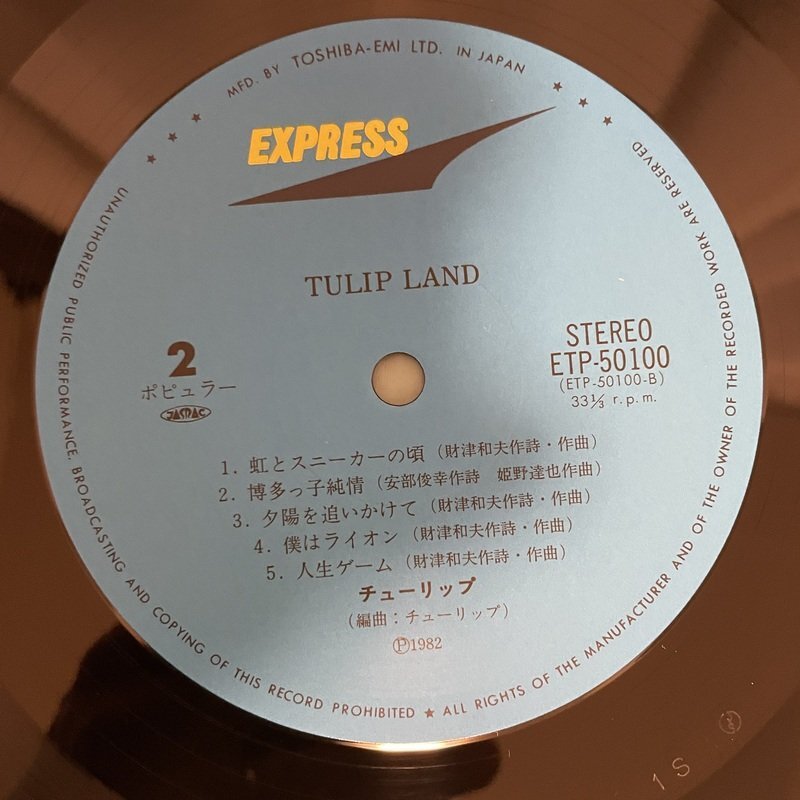 MFD. BY TOSHIBA-EMI LTD. IN JAPAN
EXPRESS
TULIP LAND
2
ポピュラー
JASRAC
STEREO
ETP-50100
(ETP-50100-B)
33⅓ r.p.m.
1. 虹とスニーカーの頃 (財津和夫作詩・作曲)
2. 博多っ子純情 (安部俊幸作詩 姫野達也作曲)
3. 夕陽を追いかけて (財津和夫作詩・作曲)
4. 僕はライオン (財津和夫作詩・作曲)
5. 人生ゲーム (財津和夫作詩・作曲)
チューリップ
(編曲：チューリップ)
Ⓟ1982
UNAUTHORIZED PUBLIC PERFORMANCE, BROADCASTING AND COPYING OF THIS RECORD PROHIBITED ★ ALL RIGHTS OF THE MANUFACTURER AND OF THE OWNER OF THE RECORDED WORK ARE RESERVED
1 S